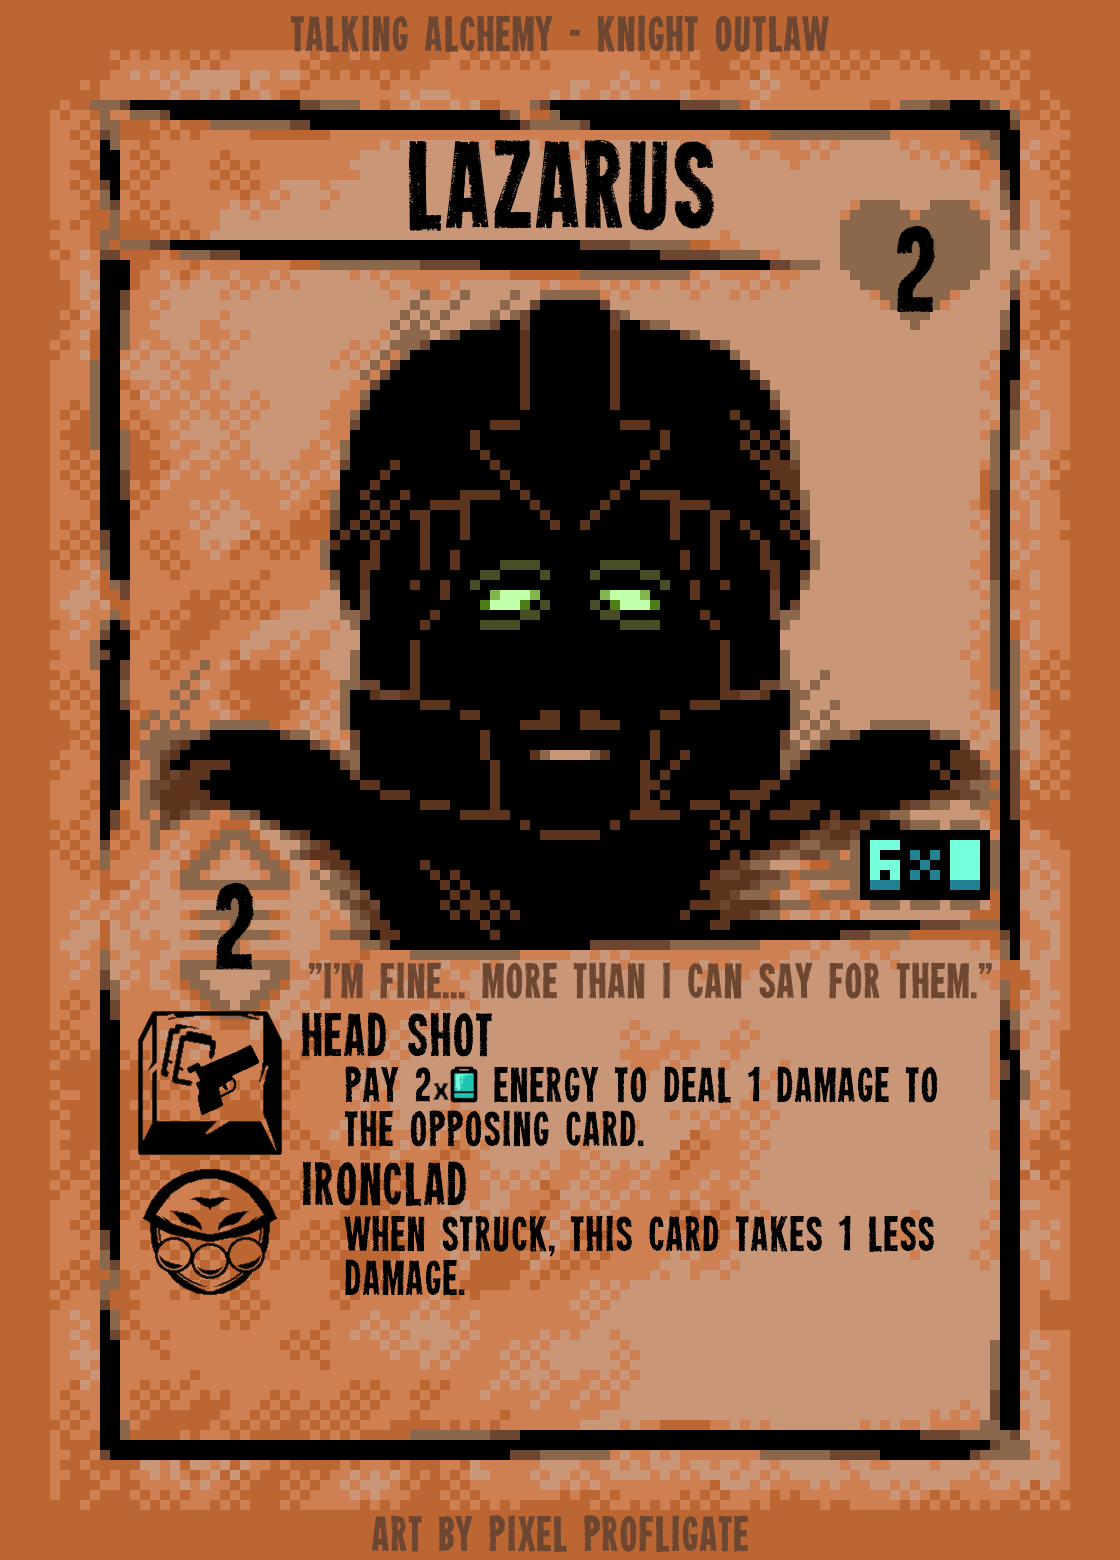 TALKING ALCHEMY - KNIGHT OUTLAW
LAZARUS
2
6x
2
"I'M FINE... MORE THAN I CAN SAY FOR THEM."
HEAD SHOT
PAY 2x ENERGY TO DEAL 1 DAMAGE TO
THE OPPOSING CARD.
IRONCLAD
WHEN STRUCK, THIS CARD TAKES 1 LESS
DAMAGE.
ART BY PIXEL PROFLIGATE